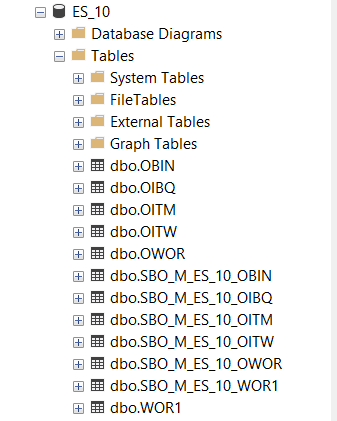 ES_10
Database Diagrams
Tables
System Tables
FileTables
External Tables
Graph Tables
dbo.OBIN
dbo.OIBQ
dbo.OITM
dbo.OITW
dbo.OWOR
dbo.SBO_M_ES_10_OBIN
dbo.SBO_M_ES_10_OIBQ
dbo.SBO_M_ES_10_OITM
dbo.SBO_M_ES_10_OITW
dbo.SBO_M_ES_10_OWOR
dbo.SBO_M_ES_10_WOR1
dbo.WOR1